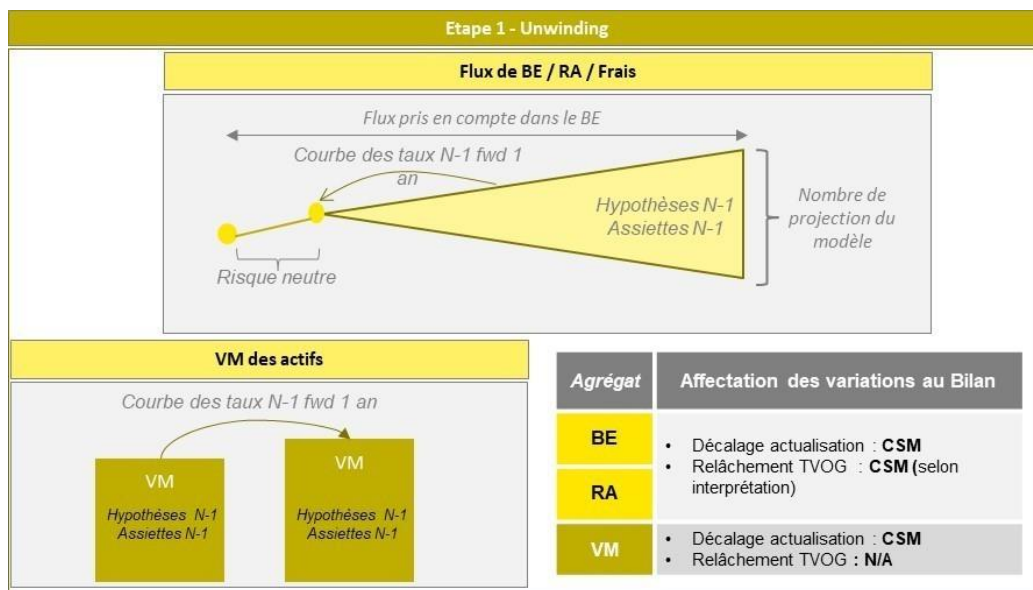 Etape 1 - Unwinding
Flux de BE / RA / Frais
Flux pris en compte dans le BE
Courbe des taux N-1 fwd 1
an
Hypothèses N-1
Assiettes N-1
Nombre de
projection du
modèle
Risque neutre
VM des actifs
Courbe des taux N-1 fwd 1 an
VM
Hypothèses N-1
Assiettes N-1
VM
Hypothèses N-1
Assiettes N-1
Agrégat
Affectation des variations au Bilan
BE
RA
• Décalage actualisation : CSM
• Relâchement TVOG : CSM (selon
interprétation)
VM
• Décalage actualisation : CSM
• Relâchement TVOG : N/A